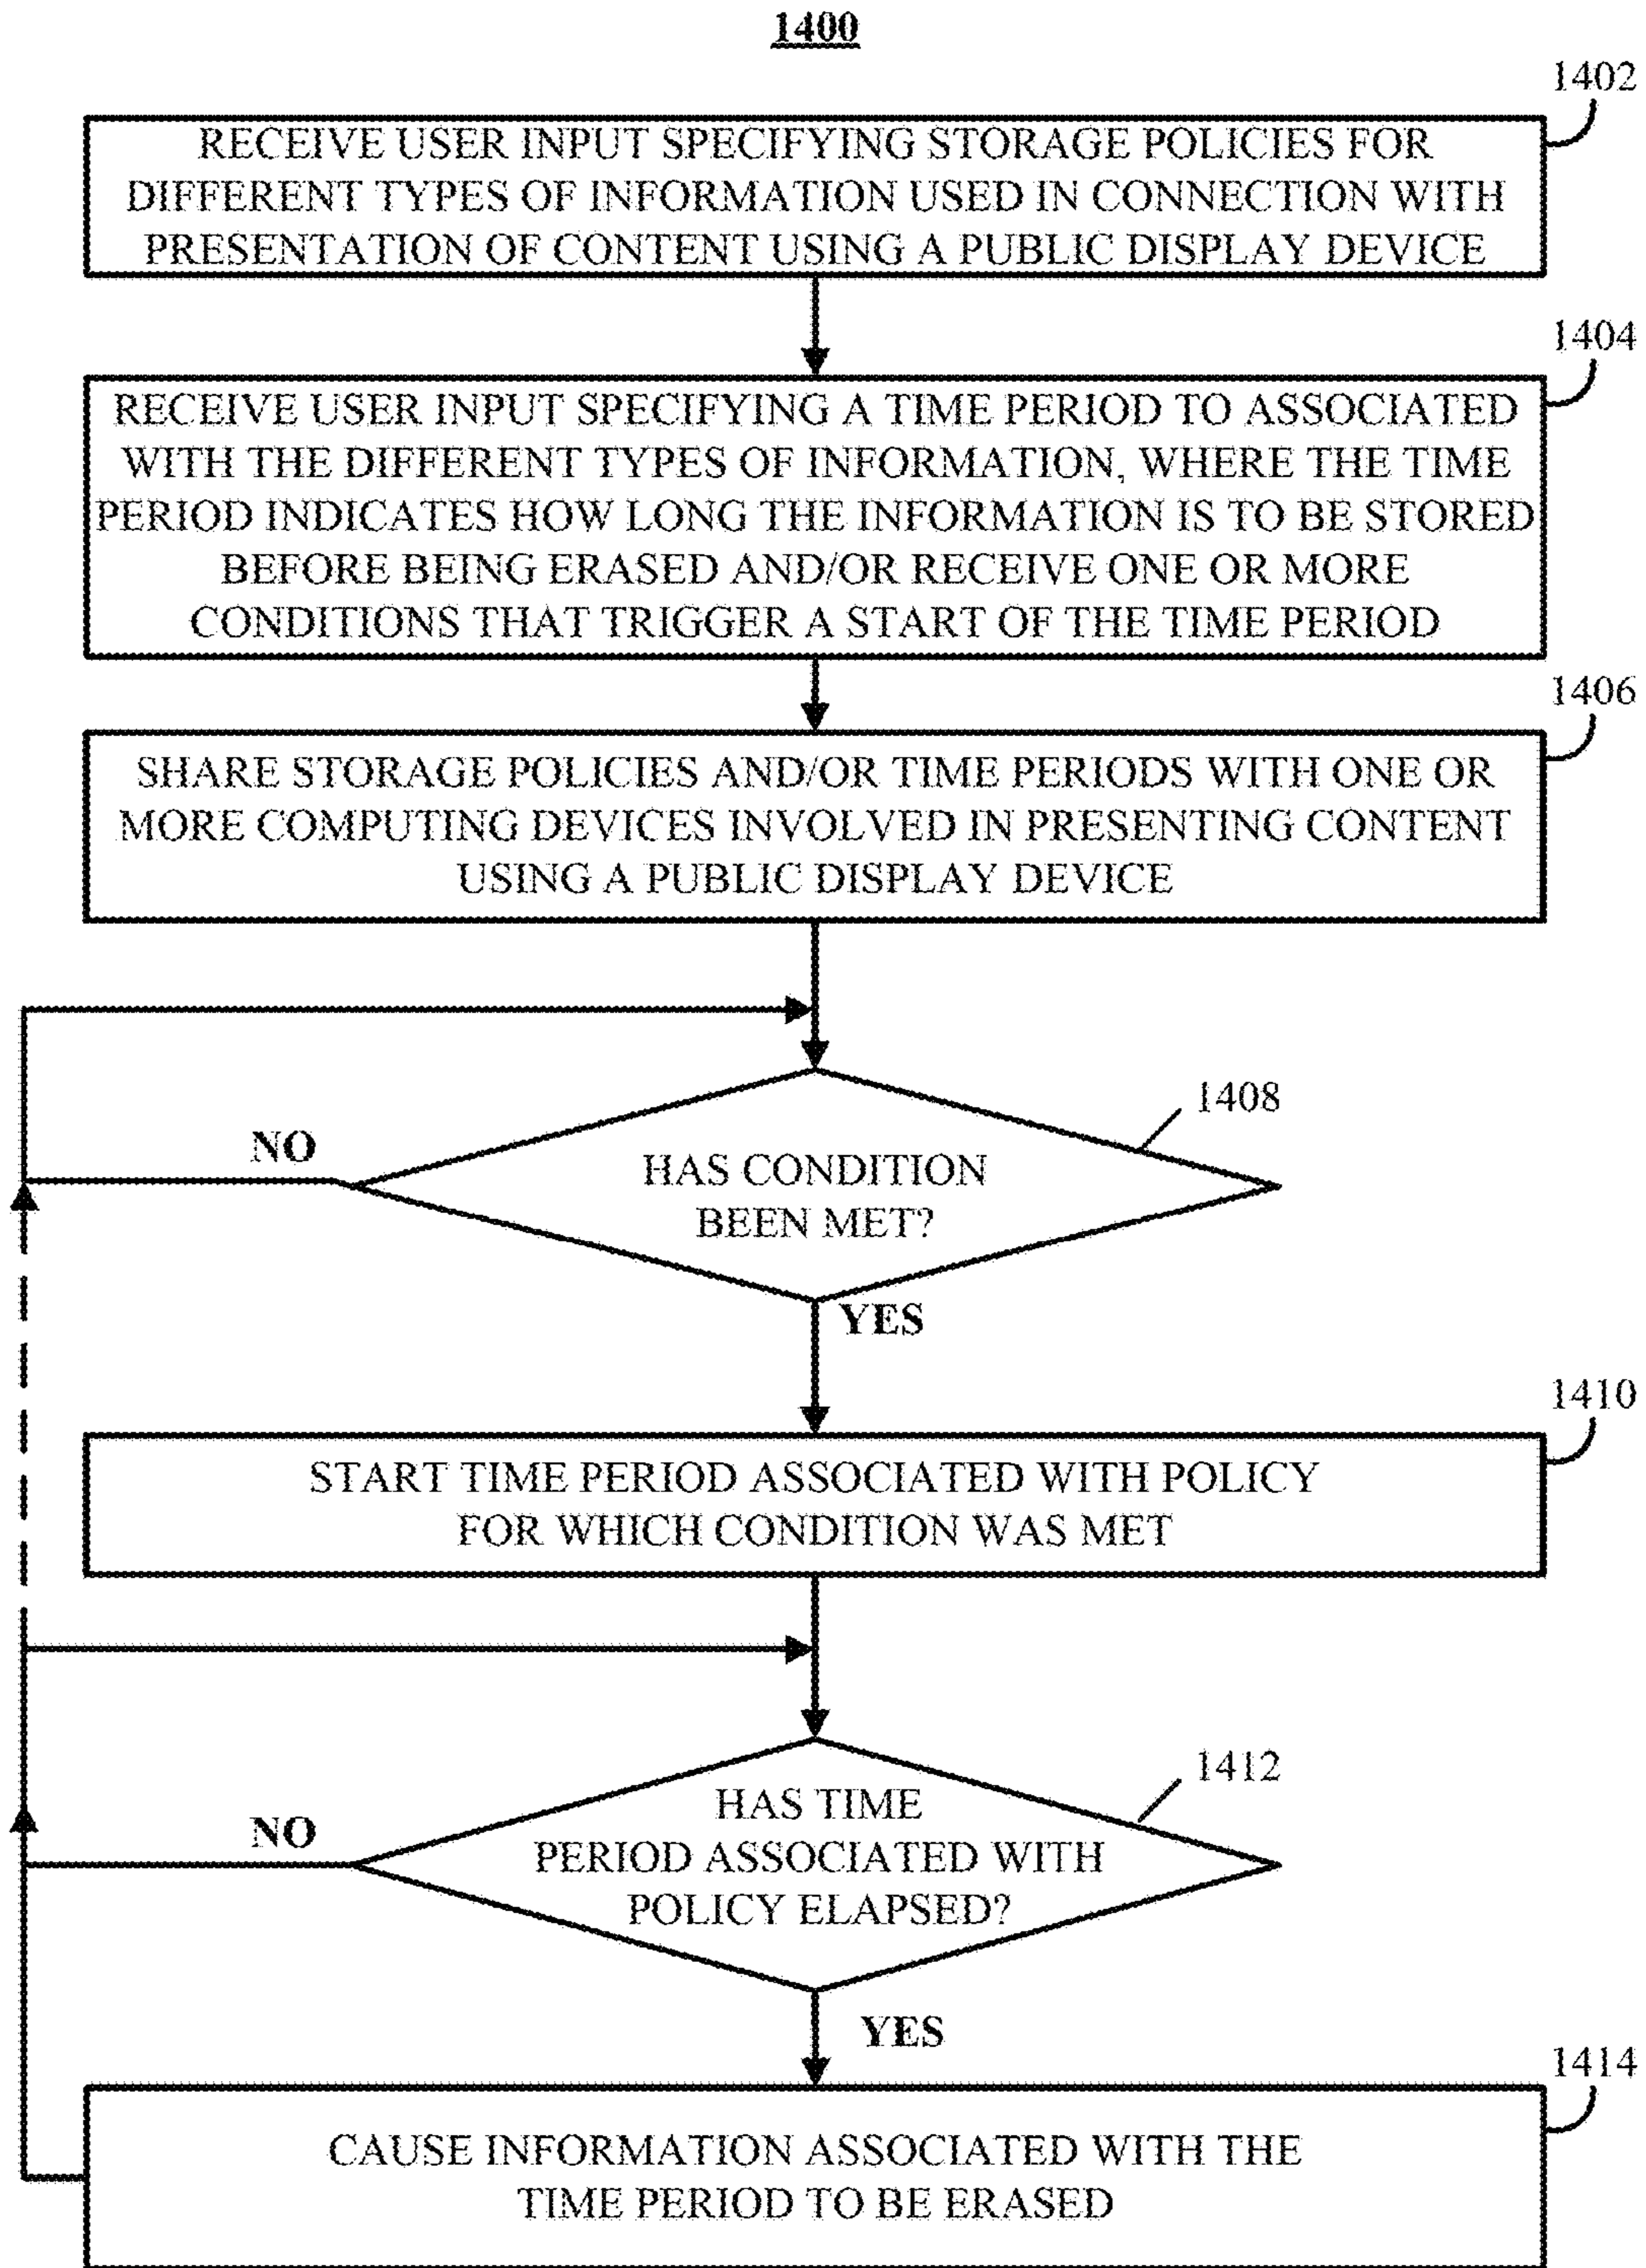 1400
1402
RECEIVE USER INPUT SPECIFYING STORAGE POLICIES FOR
DIFFERENT TYPES OF INFORMATION USED IN CONNECTION WITH
PRESENTATION OF CONTENT USING A PUBLIC DISPLAY DEVICE
1404
RECEIVE USER INPUT SPECIFYING A TIME PERIOD TO ASSOCIATED
WITH THE DIFFERENT TYPES OF INFORMATION, WHERE THE TIME
PERIOD INDICATES HOW LONG THE INFORMATION IS TO BE STORED
BEFORE BEING ERASED AND/OR RECEIVE ONE OR MORE
CONDITIONS THAT TRIGGER A START OF THE TIME PERIOD
1406
SHARE STORAGE POLICIES AND/OR TIME PERIODS WITH ONE OR
MORE COMPUTING DEVICES INVOLVED IN PRESENTING CONTENT
USING A PUBLIC DISPLAY DEVICE
1408
NO
HAS CONDITION
BEEN MET?
YES
1410
START TIME PERIOD ASSOCIATED WITH POLICY
FOR WHICH CONDITION WAS MET
1412
NO
HAS TIME
PERIOD ASSOCIATED WITH
POLICY ELAPSED?
YES
1414
CAUSE INFORMATION ASSOCIATED WITH THE
TIME PERIOD TO BE ERASED